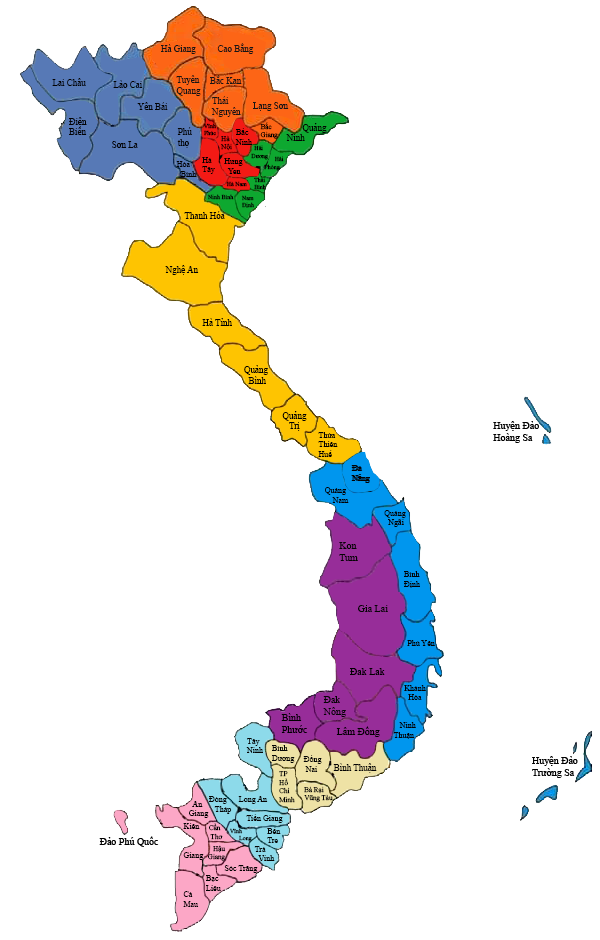 Hà Giang
Cao Bằng
Lai Châu
Lào Cai
Tuyên
Quang
Bắc Kan
Yên Bái
Thái
Nguyên
Lạng Sơn
Điện
Biên
Sơn La
Phú
thọ
Vĩnh
Phúc
Hà
Nội
Bắc
Ninh
Bắc
Giang
Quảng
Ninh
Hải
Dương
Hải
Phòng
Hà
Tây
Hưng
Yên
Hoà
Bình
Hà Nam
Thái
Bình
Ninh Bình
Nam
Định
Thanh Hóa
Nghệ An
Hà Tĩnh
Quảng
Bình
Quảng
Trị
Thừa
Thiên
Huế
Huyện Đảo
Hoàng Sa
Đà
Nẵng
Quảng
Nam
Quảng
Ngãi
Kon
Tum
Bình
Định
Gia Lai
Phú Yên
Đak Lak
Khánh
Hòa
Đak
Nông
Bình
Phước
Lâm Đồng
Ninh
Thuận
Tây
Ninh
Bình
Dương
Đồng
Nai
Bình Thuận
Huyện Đảo
Trường Sa
TP
Hồ
Chí
Minh
Bà Rại
Vũng Tàu
An
Giang
Đồng
Tháp
Long An
Tiền Giang
Kiên
Giang
Cần
Thơ
Vĩnh
Long
Bến
Tre
Đảo Phú Quốc
Hậu
Giang
Trà
Vinh
Sóc Trăng
Bạc
Liêu
Cà
Mau